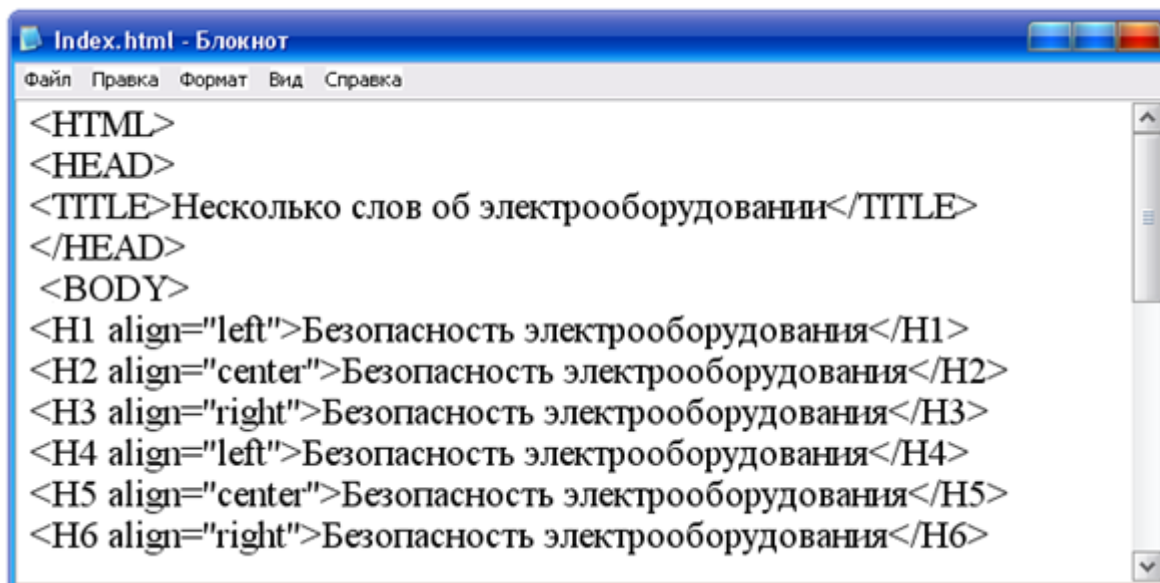 Index.html - Блокнот
Файл Правка Формат Вид Справка
<HTML>
<HEAD>
<TITLE>Несколько слов об электрооборудовании</TITLE>
</HEAD>
<BODY>
<H1 align="left">Безопасность электрооборудования</H1>
<H2 align="center">Безопасность электрооборудования</H2>
<H3 align="right">Безопасность электрооборудования</H3>
<H4 align="left">Безопасность электрооборудования</H4>
<H5 align="center">Безопасность электрооборудования</H5>
<H6 align="right">Безопасность электрооборудования</H6>